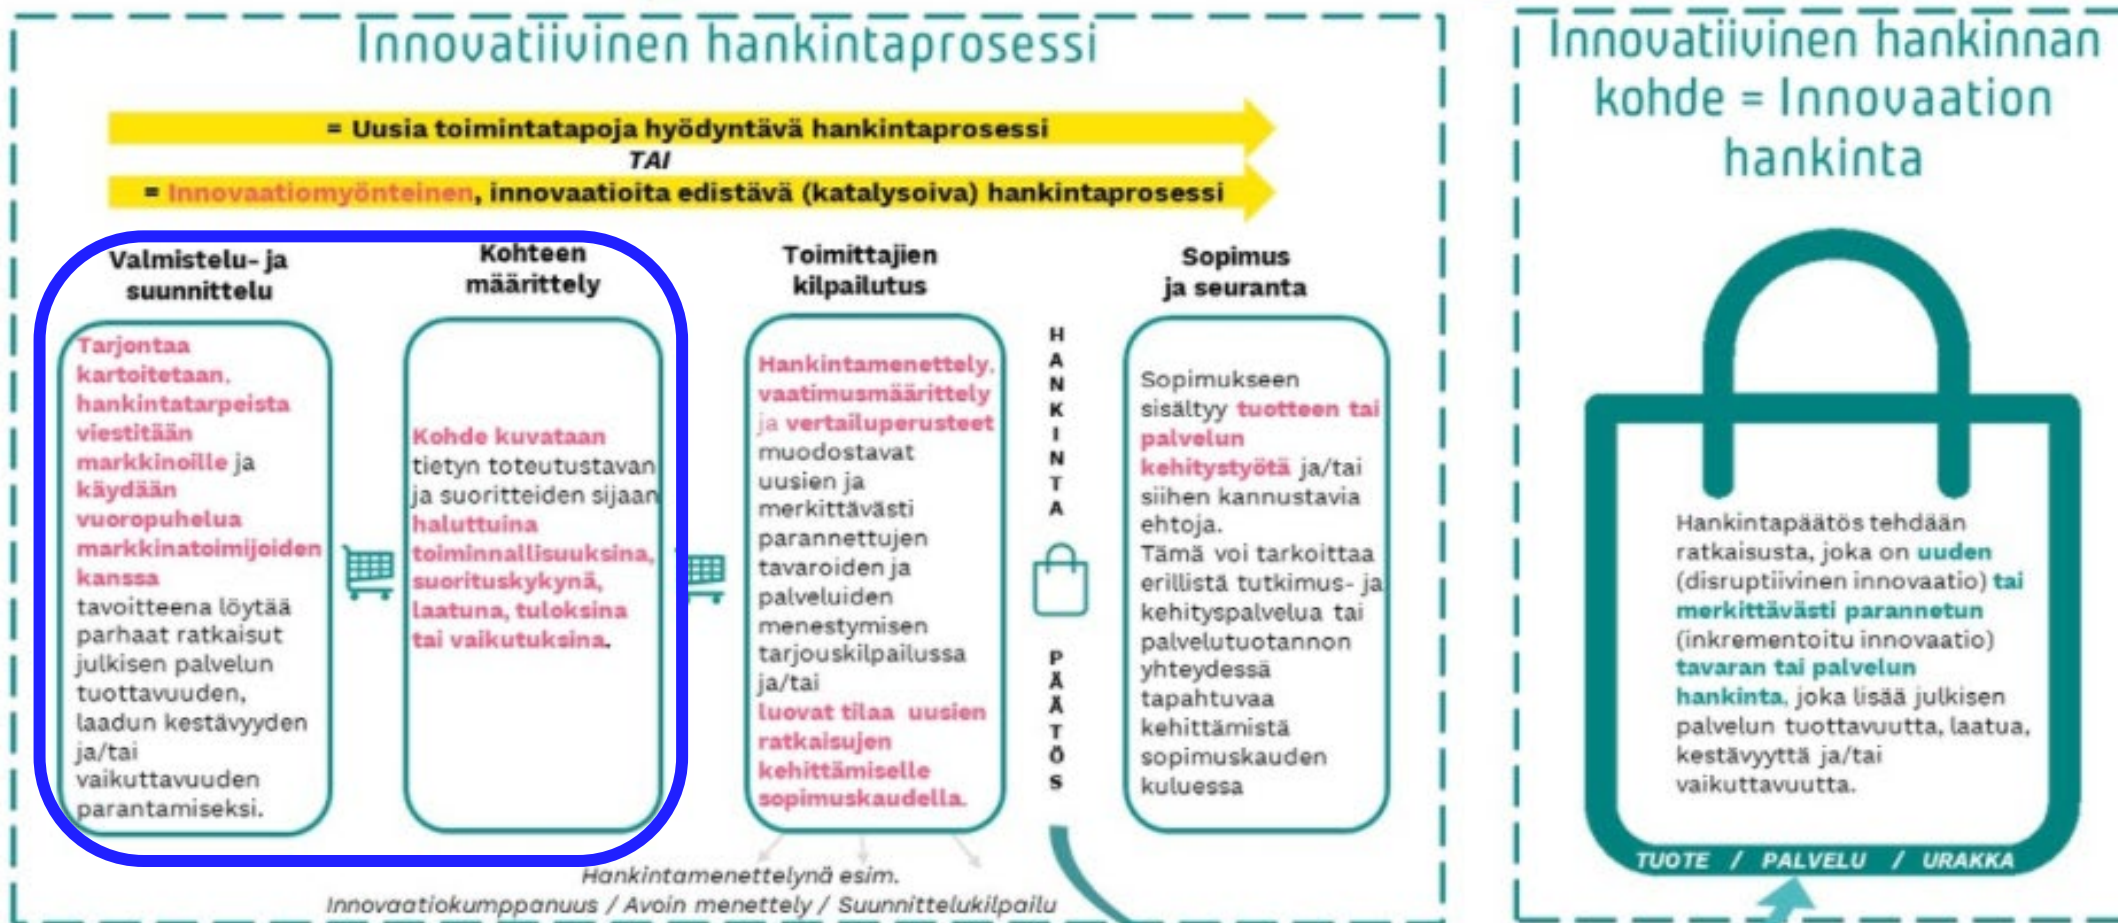 Innovatiivinen hankintaprosessi
= Uusia toimintatapoja hyödyntävä hankintaprosessi
TAI
= Innovaatiomyönteinen, innovaatioita edistävä (katalysoiva) hankintaprosessi
Valmistelu- ja
suunnittelu
Tarjontaa
kartoitetaan,
hankintatarpeista
viestitään
markkinoille ja
käydään
vuoropuhelua
markkinatoimijoiden
kanssa
tavoitteena löytää
parhaat ratkaisut
julkisen palvelun
tuottavuuden,
laadun kestävyyden
ja/tai
vaikuttavuuden
parantamiseksi.
Kohteen
määrittely
Kohde kuvataan
tietyn toteutustavan
ja suoritteiden sijaan
haluttuina
toiminnallisuuksina,
suorituskykynä,
laatuna, tuloksina
tai vaikutuksina.
Toimittajien
kilpailutus
Hankintamenettely,
vaatimusmäärittely
ja vertailuperusteet
muodostavat
uusien ja
merkittävästi
parannettujen
tavaroiden ja
palveluiden
menestymisen
tarjouskilpailussa
ja/tai
luovat tilaa uusien
ratkaisujen
kehittämiselle
sopimuskaudella.
HANKINTA
PÄÄTÖS
Sopimus
ja seuranta
Sopimukseen
sisältyy tuotteen tai
palvelun
kehitystyötä ja/tai
siihen kannustavia
ehtoja.
Tämä voi tarkoittaa
erillistä tutkimus- ja
kehityspalvelua tai
palvelutuotannon
yhteydessä
tapahtuvaa
kehittämistä
sopimuskauden
kuluessa
Hankintamenettelynä esim.
Innovaatiokumppanuus / Avoin menettely / Suunnittelukilpailu
Innovatiivinen hankinnan
kohde = Innovaation
hankinta
Hankintapäätös tehdään
ratkaisusta, joka on uuden
(disruptiivinen innovaatio) tai
merkittävästi parannetun
(inkrementoitu innovaatio)
tavaran tai palvelun
hankinta, joka lisää julkisen
palvelun tuottavuutta, laatua,
kestävyyttä ja/tai
vaikuttavuutta.
TUOTE / PALVELU / URAKKA